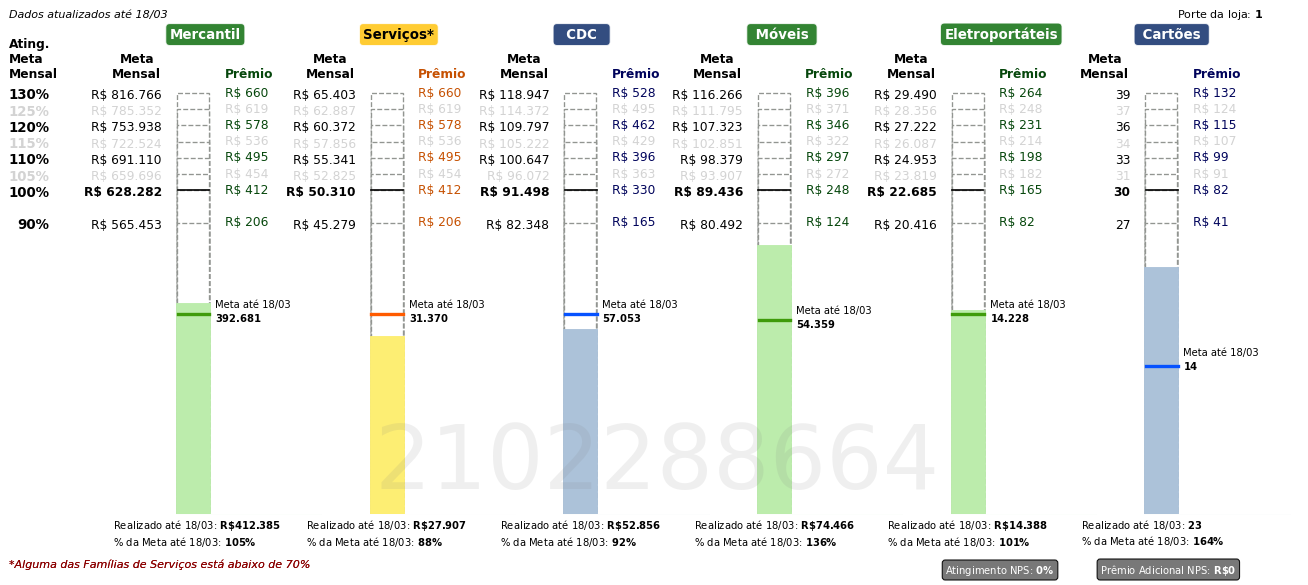 Dados atualizados até 18/03 Porte da loja: 1
Mercantil Serviços* CDC Móveis Eletroportáteis Cartões
Ating. Meta Mensal Meta Mensal Prêmio Meta Mensal Prêmio Meta Mensal Prêmio Meta Mensal Prêmio Meta Mensal Prêmio Meta Mensal Prêmio
130% R$ 816.766 R$ 660 R$ 65.403 R$ 660 R$ 118.947 R$ 528 R$ 116.266 R$ 396 R$ 29.490 R$ 264 39 R$ 132
125% R$ 785.352 R$ 619 R$ 62.887 R$ 619 R$ 114.372 R$ 495 R$ 111.795 R$ 371 R$ 28.356 R$ 248 37 R$ 124
120% R$ 753.938 R$ 578 R$ 60.372 R$ 578 R$ 109.797 R$ 462 R$ 107.323 R$ 346 R$ 27.222 R$ 231 36 R$ 115
115% R$ 722.524 R$ 536 R$ 57.856 R$ 536 R$ 105.222 R$ 429 R$ 102.851 R$ 322 R$ 26.087 R$ 214 34 R$ 107
110% R$ 691.110 R$ 495 R$ 55.341 R$ 495 R$ 100.647 R$ 396 R$ 98.379 R$ 297 R$ 24.953 R$ 198 33 R$ 99
105% R$ 659.696 R$ 454 R$ 52.825 R$ 454 R$ 96.072 R$ 363 R$ 93.907 R$ 272 R$ 23.819 R$ 182 31 R$ 91
100% R$ 628.282 R$ 412 R$ 50.310 R$ 412 R$ 91.498 R$ 330 R$ 89.436 R$ 248 R$ 22.685 R$ 165 30 R$ 82
90% R$ 565.453 R$ 206 R$ 45.279 R$ 206 R$ 82.348 R$ 165 R$ 80.492 R$ 124 R$ 20.416 R$ 82 27 R$ 41
Meta até 18/03 Meta até 18/03 Meta até 18/03 Meta até 18/03 Meta até 18/03
392.681 31.370 57.053 54.359 14.228
Meta até 18/03
14
2102288664
Realizado até 18/03: R$412.385 Realizado até 18/03: R$27.907 Realizado até 18/03: R$52.856 Realizado até 18/03: R$74.466 Realizado até 18/03: R$14.388 Realizado até 18/03: 23
% da Meta até 18/03: 105% % da Meta até 18/03: 88% % da Meta até 18/03: 92% % da Meta até 18/03: 136% % da Meta até 18/03: 101% % da Meta até 18/03: 164%
*Alguma das Famílias de Serviços está abaixo de 70% Atingimento NPS: 0% Prêmio Adicional NPS: R$0